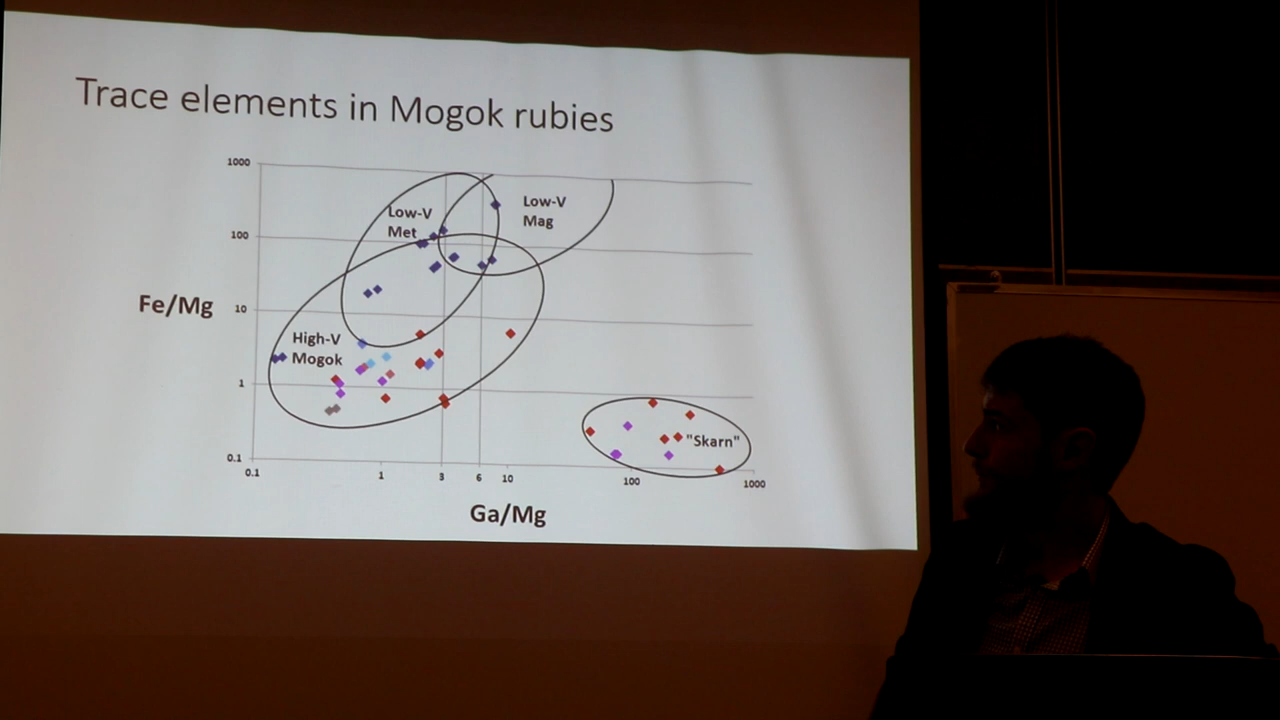 Trace elements in Mogok rubies
1000
Low-V
Met
Low-V
Mag
100
Fe/Mg
10
High-V
Mogok
1
"Skarn"
0.1
0.1
1
3
6
10
100
1000
Ga/Mg